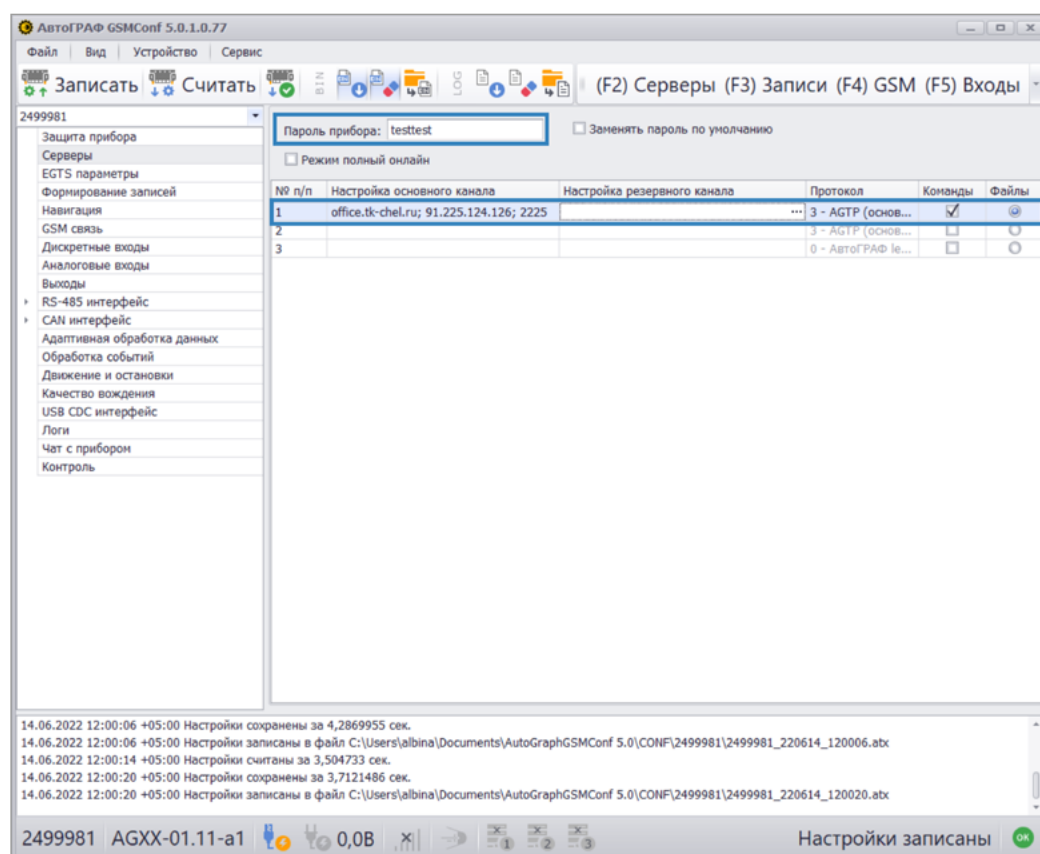 АвтоГРАФ GSMConf 5.0.1.0.77
Файл Вид Устройство Сервис
Записать Считать BIN LOG (F2) Серверы (F3) Записи (F4) GSM (F5) Входы
2499981
Защита прибора
Серверы
EGTS параметры
Формирование записей
Навигация
GSM связь
Дискретные входы
Аналоговые входы
Выходы
RS-485 интерфейс
CAN интерфейс
Адаптивная обработка данных
Обработка событий
Движение и остановки
Качество вождения
USB CDC интерфейс
Логи
Чат с прибором
Контроль
Пароль прибора: testtest Заменять пароль по умолчанию
Режим полный онлайн
№ п/п Настройка основного канала Настройка резервного канала Протокол Команды Файлы
1 office.tk-chel.ru; 91.225.124.126; 2225 ... 3 - AGTP (основ...
2 3 - AGTP (основ...
3 0 - АвтоГРАФ le...
14.06.2022 12:00:06 +05:00 Настройки сохранены за 4,2869955 сек.
14.06.2022 12:00:06 +05:00 Настройки записаны в файл C:\Users\albina\Documents\AutoGraphGSMConf 5.0\CONF\2499981\2499981_220614_120006.atx
14.06.2022 12:00:14 +05:00 Настройки считаны за 3,504733 сек.
14.06.2022 12:00:20 +05:00 Настройки сохранены за 3,7121486 сек.
14.06.2022 12:00:20 +05:00 Настройки записаны в файл C:\Users\albina\Documents\AutoGraphGSMConf 5.0\CONF\2499981\2499981_220614_120020.atx
2499981 AGXX-01.11-a1 0,0В 1 2 3 Настройки записаны OK